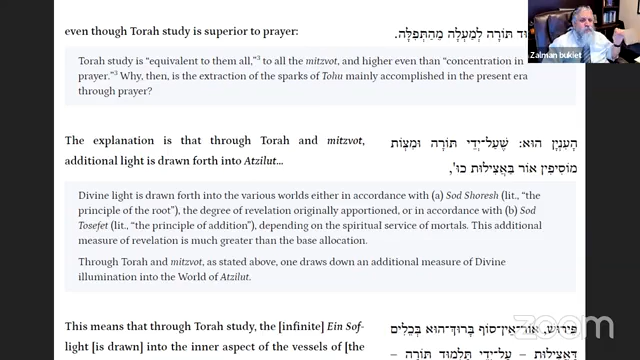 even though Torah study is superior to prayer:
תּוֹרָה לְמַעְלָה מֵהַתְּפִלָּה.
Torah study is “equivalent to them all,”³ to all the mitzvot, and higher even than “concentration in
prayer.”³ Why, then, is the extraction of the sparks of Tohu mainly accomplished in the present era
through prayer?
Zalman bukiet
The explanation is that through Torah and mitzvot,
additional light is drawn forth into Atzilut...
הָעִנְיָן הוּא: שֶׁעַל־יְדֵי תּוֹרָה וּמִצְוֹת
מוֹסִיפִין אוֹר בַּאֲצִילוּת כוּ',
Divine light is drawn forth into the various worlds either in accordance with (a) Sod Shoresh (lit., “the
principle of the root”), the degree of revelation originally apportioned, or in accordance with (b) Sod
Tosefet (lit., “the principle of addition”), depending on the spiritual service of mortals. This additional
measure of revelation is much greater than the base allocation.
Through Torah and mitzvot, as stated above, one draws down an additional measure of Divine
illumination into the World of Atzilut.
This means that through Torah study, the [infinite] Ein Sof-
light [is drawn] into the inner aspect of the vessels of [the
פֵּירוּשׁ, אוֹר־אֵין־סוֹף בָּרוּךְ־הוּא בְּכֵלִים
דַּאֲצִילוּת – עַל־יְדֵי תַּלְמוּד תּוֹרָה –
zoom